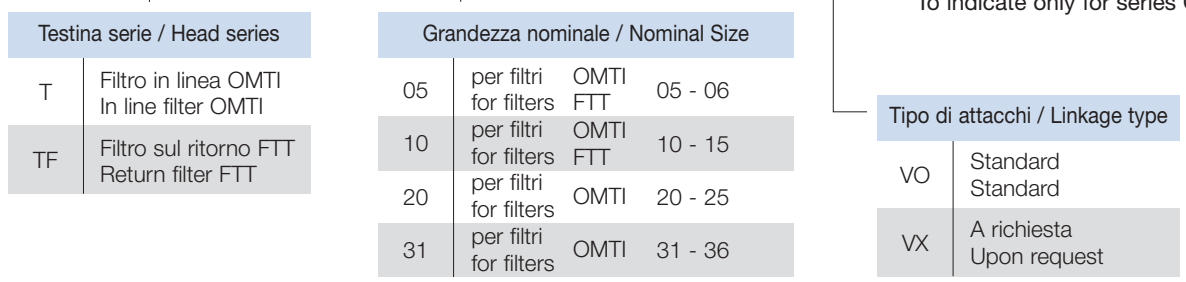 To indicate only for series
Testina serie / Head series
T
Filtro in linea OMTI
In line filter OMTI
TF
Filtro sul ritorno FTT
Return filter FTT
Grandezza nominale / Nominal Size
05 per filtri OMTI 05 - 06
for filters FTT
10 per filtri OMTI 10 - 15
for filters FTT
20 per filtri OMTI 20 - 25
for filters
31 per filtri OMTI 31 - 36
for filters
Tipo di attacchi / Linkage type
VO
Standard
Standard
VX
A richiesta
Upon request